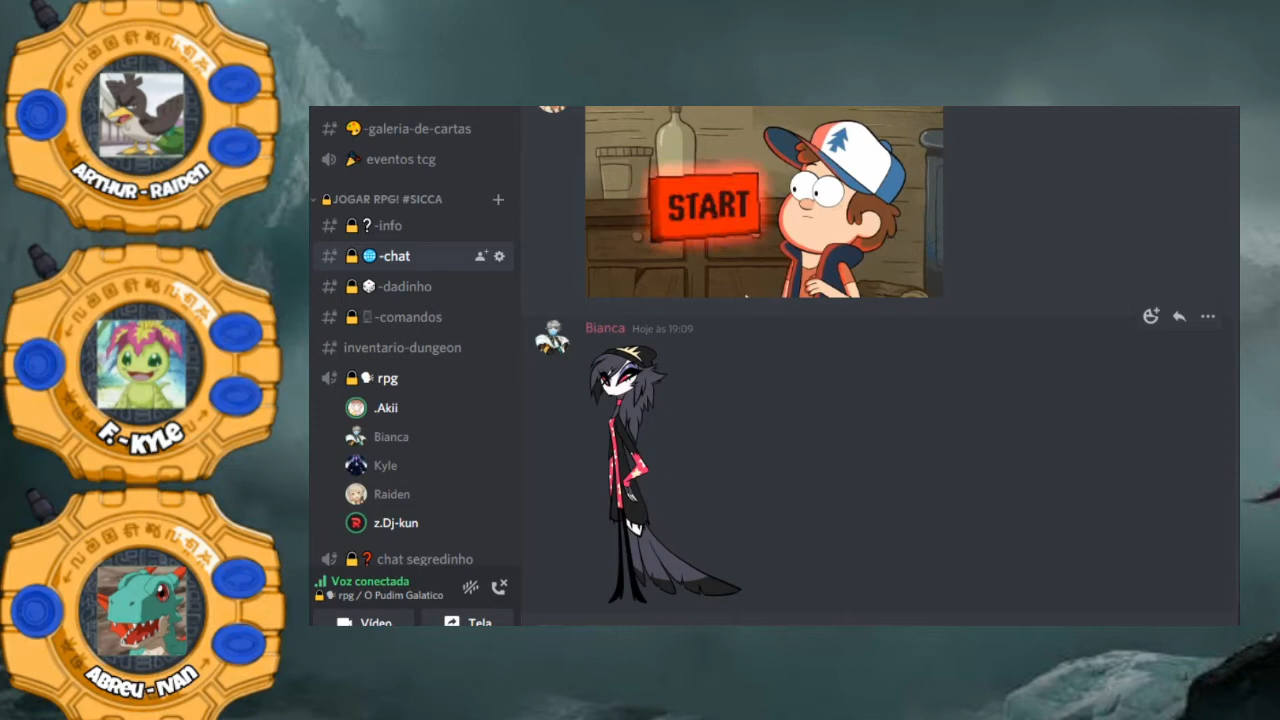 ARTHUR - RAIDEN
F. - KYLE
ABREU - IVAN
-galeria-de-cartas
eventos tcg
JOGAR RPG! #SICCA
-info
-chat
-dadinho
-comandos
inventario-dungeon
rpg
.Akii
Bianca
Kyle
Raiden
z.Dj-kun
chat segredinho
Voz conectada
rpg / O Pudim Galatico
Vídeo
Tela
START
Bianca Hoje às 19:09